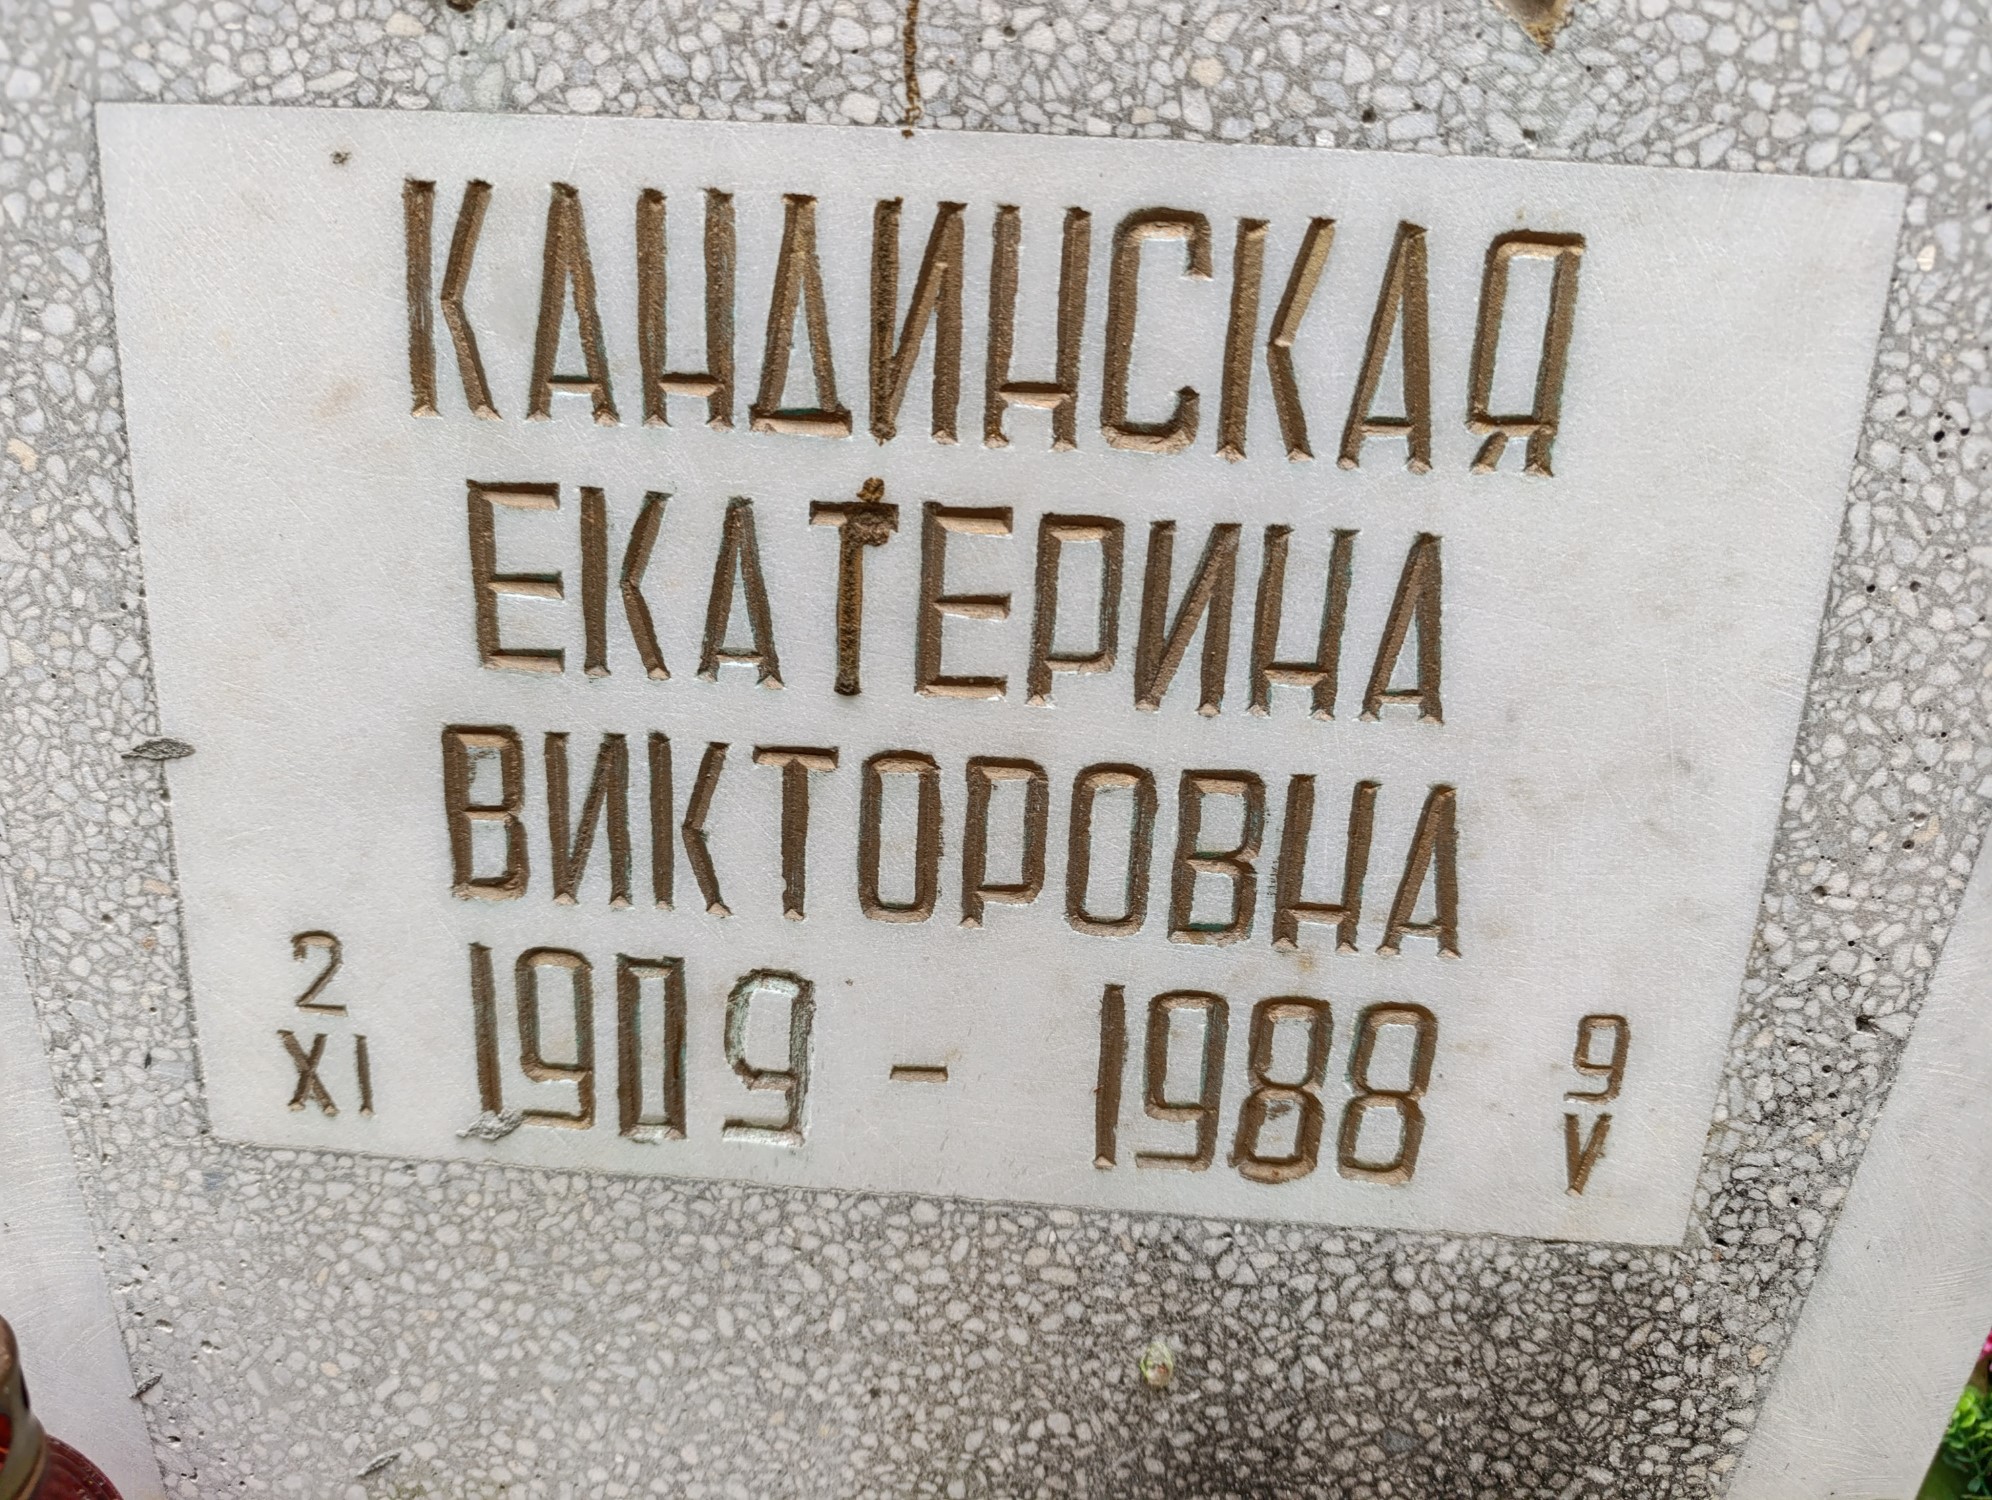 КАНДИНСКАЯ
ЕКАТЕРИНА
ВИКТОРОВНА
2 XI 1909 - 1988 9 V